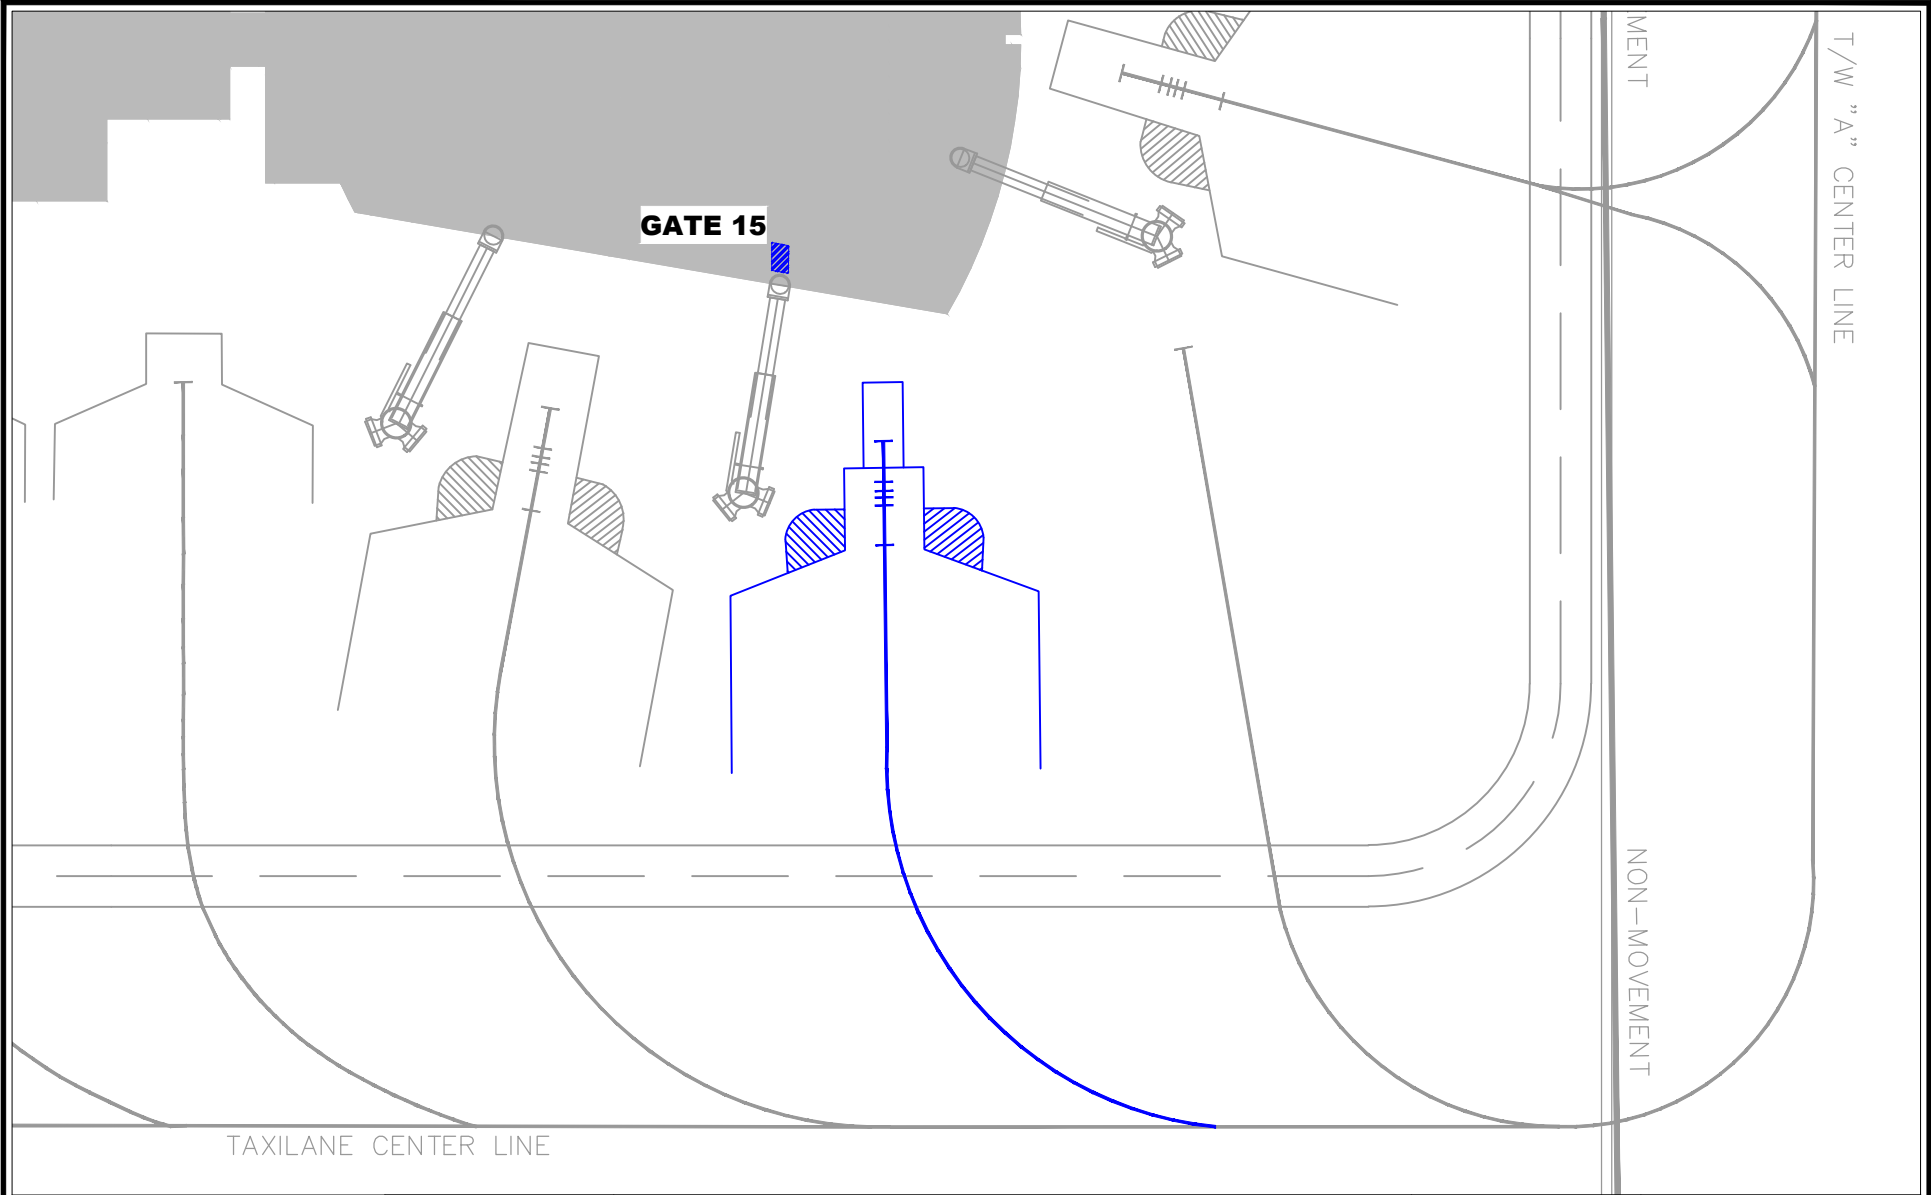 MENT
T/W "A" CENTER LINE
GATE 15
NON-MOVEMENT
TAXILANE CENTER LINE